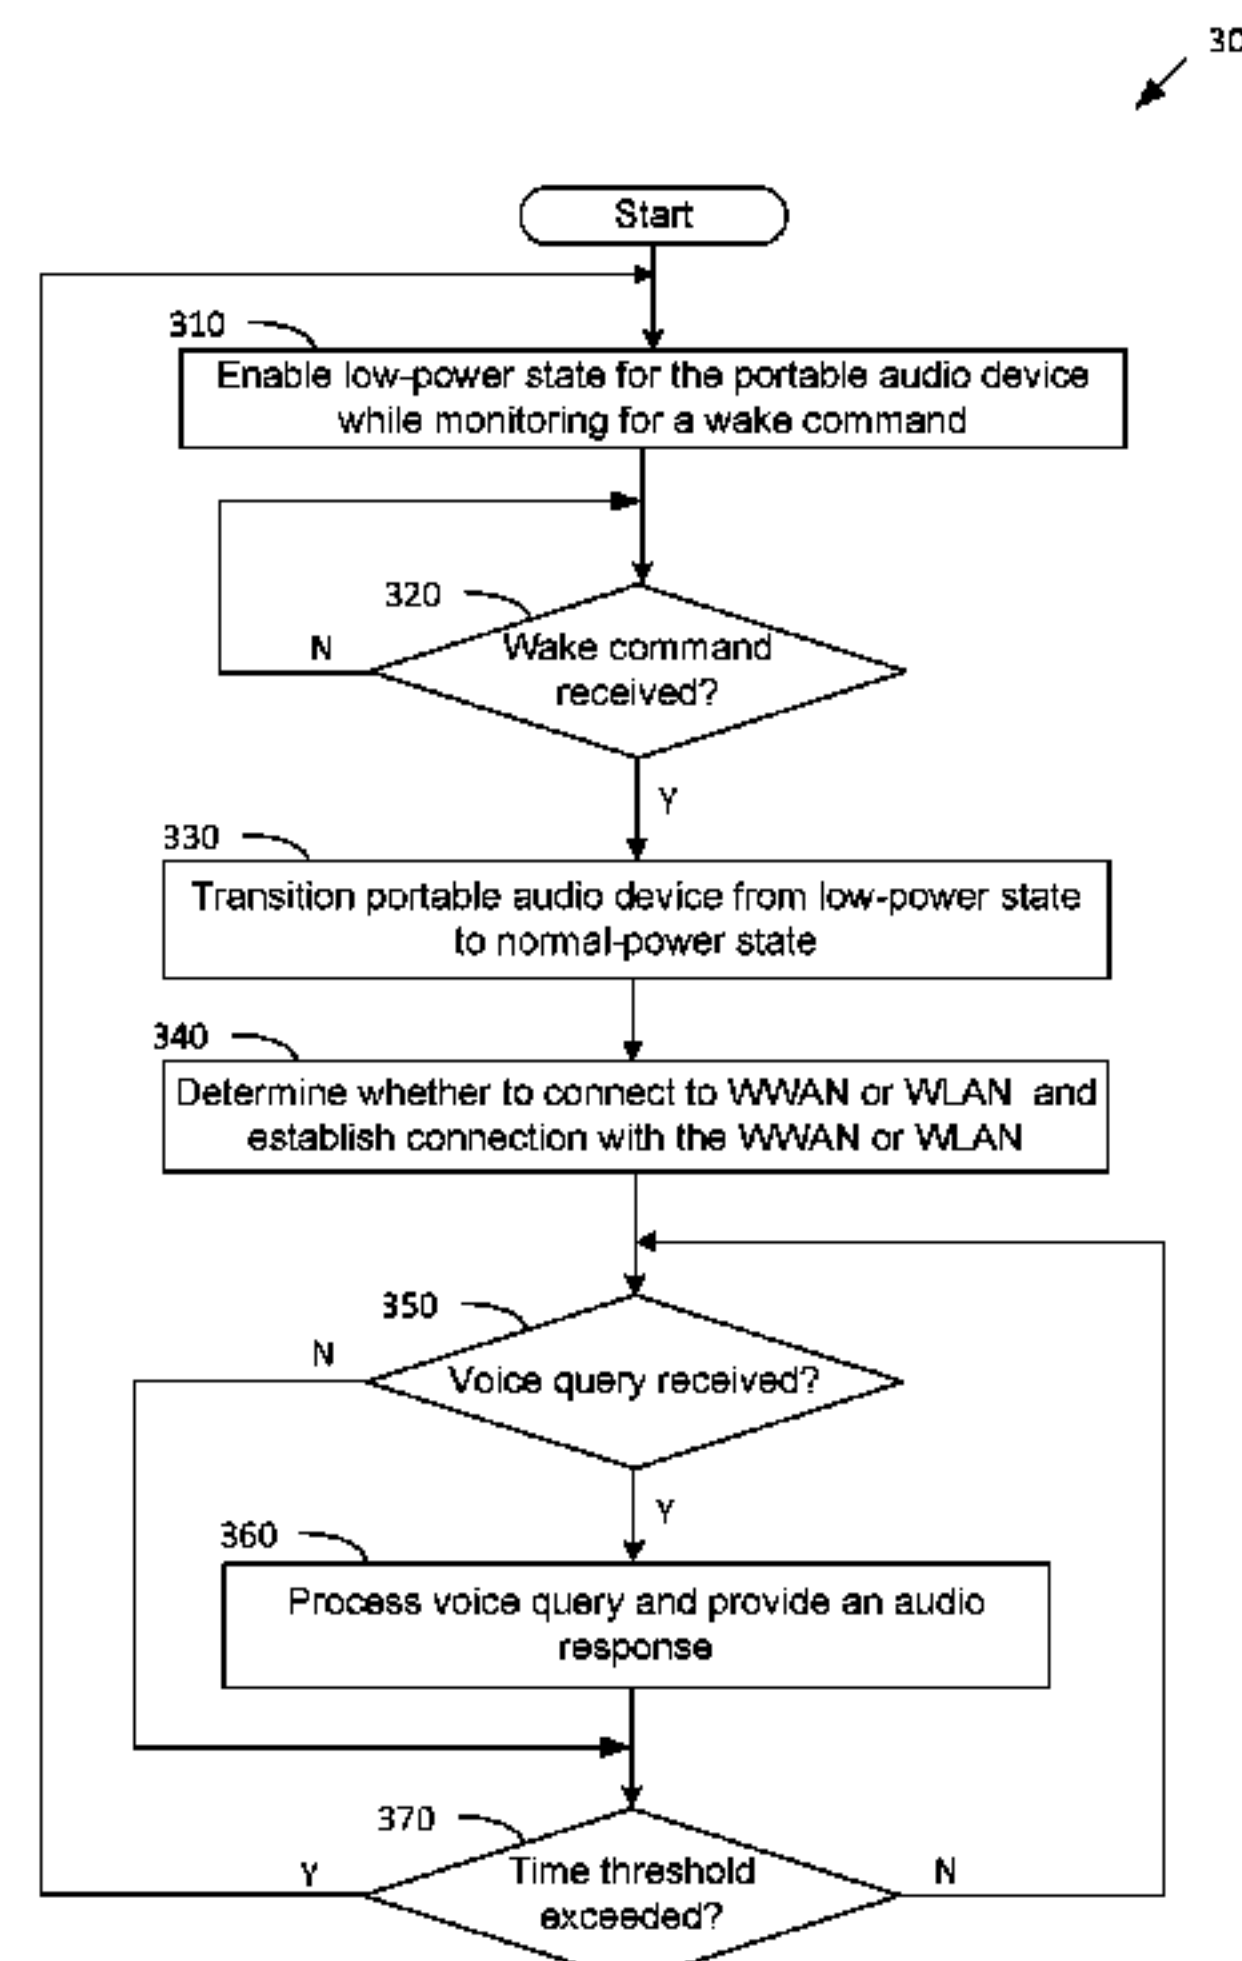 30
Start
310
Enable low-power state for the portable audio device
while monitoring for a wake command
320
N
Wake command
received?
Y
330
Transition portable audio device from low-power state
to normal-power state
340
Determine whether to connect to WWAN or WLAN and
establish connection with the WWAN or WLAN
350
N
Voice query received?
Y
360
Process voice query and provide an audio
response
370
Y
Time threshold
exceeded?
N